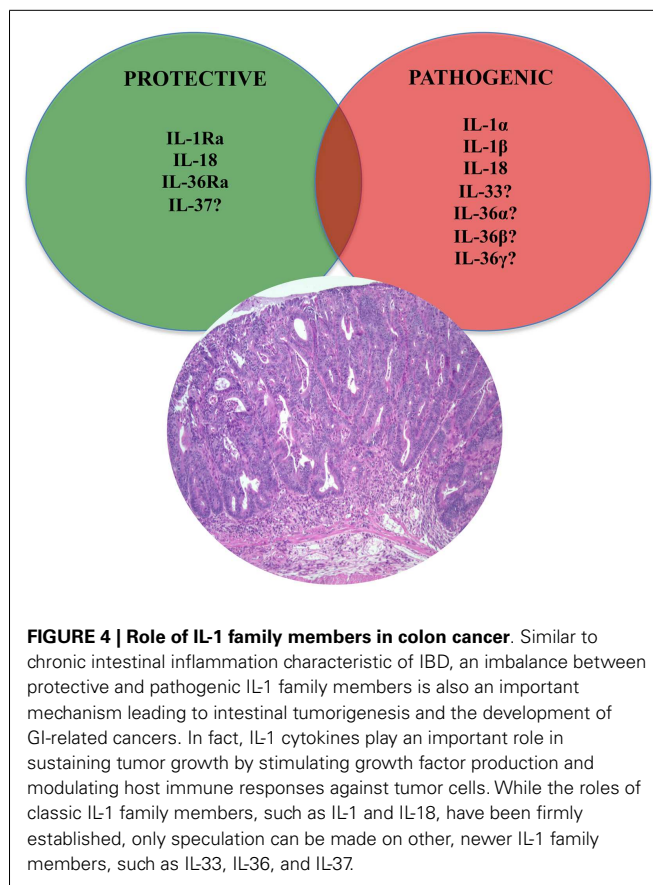 PROTECTIVE
IL-1Ra
IL-18
IL-36Ra
IL-37?
PATHOGENIC
IL-1α
IL-1β
IL-18
IL-33?
IL-36α?
IL-36β?
IL-36γ?
FIGURE 4 | Role of IL-1 family members in colon cancer. Similar to
chronic intestinal inflammation characteristic of IBD, an imbalance between
protective and pathogenic IL-1 family members is also an important
mechanism leading to intestinal tumorigenesis and the development of
GI-related cancers. In fact, IL-1 cytokines play an important role in
sustaining tumor growth by stimulating growth factor production and
modulating host immune responses against tumor cells. While the roles of
classic IL-1 family members, such as IL-1 and IL-18, have been firmly
established, only speculation can be made on other, newer IL-1 family
members, such as IL-33, IL-36, and IL-37.